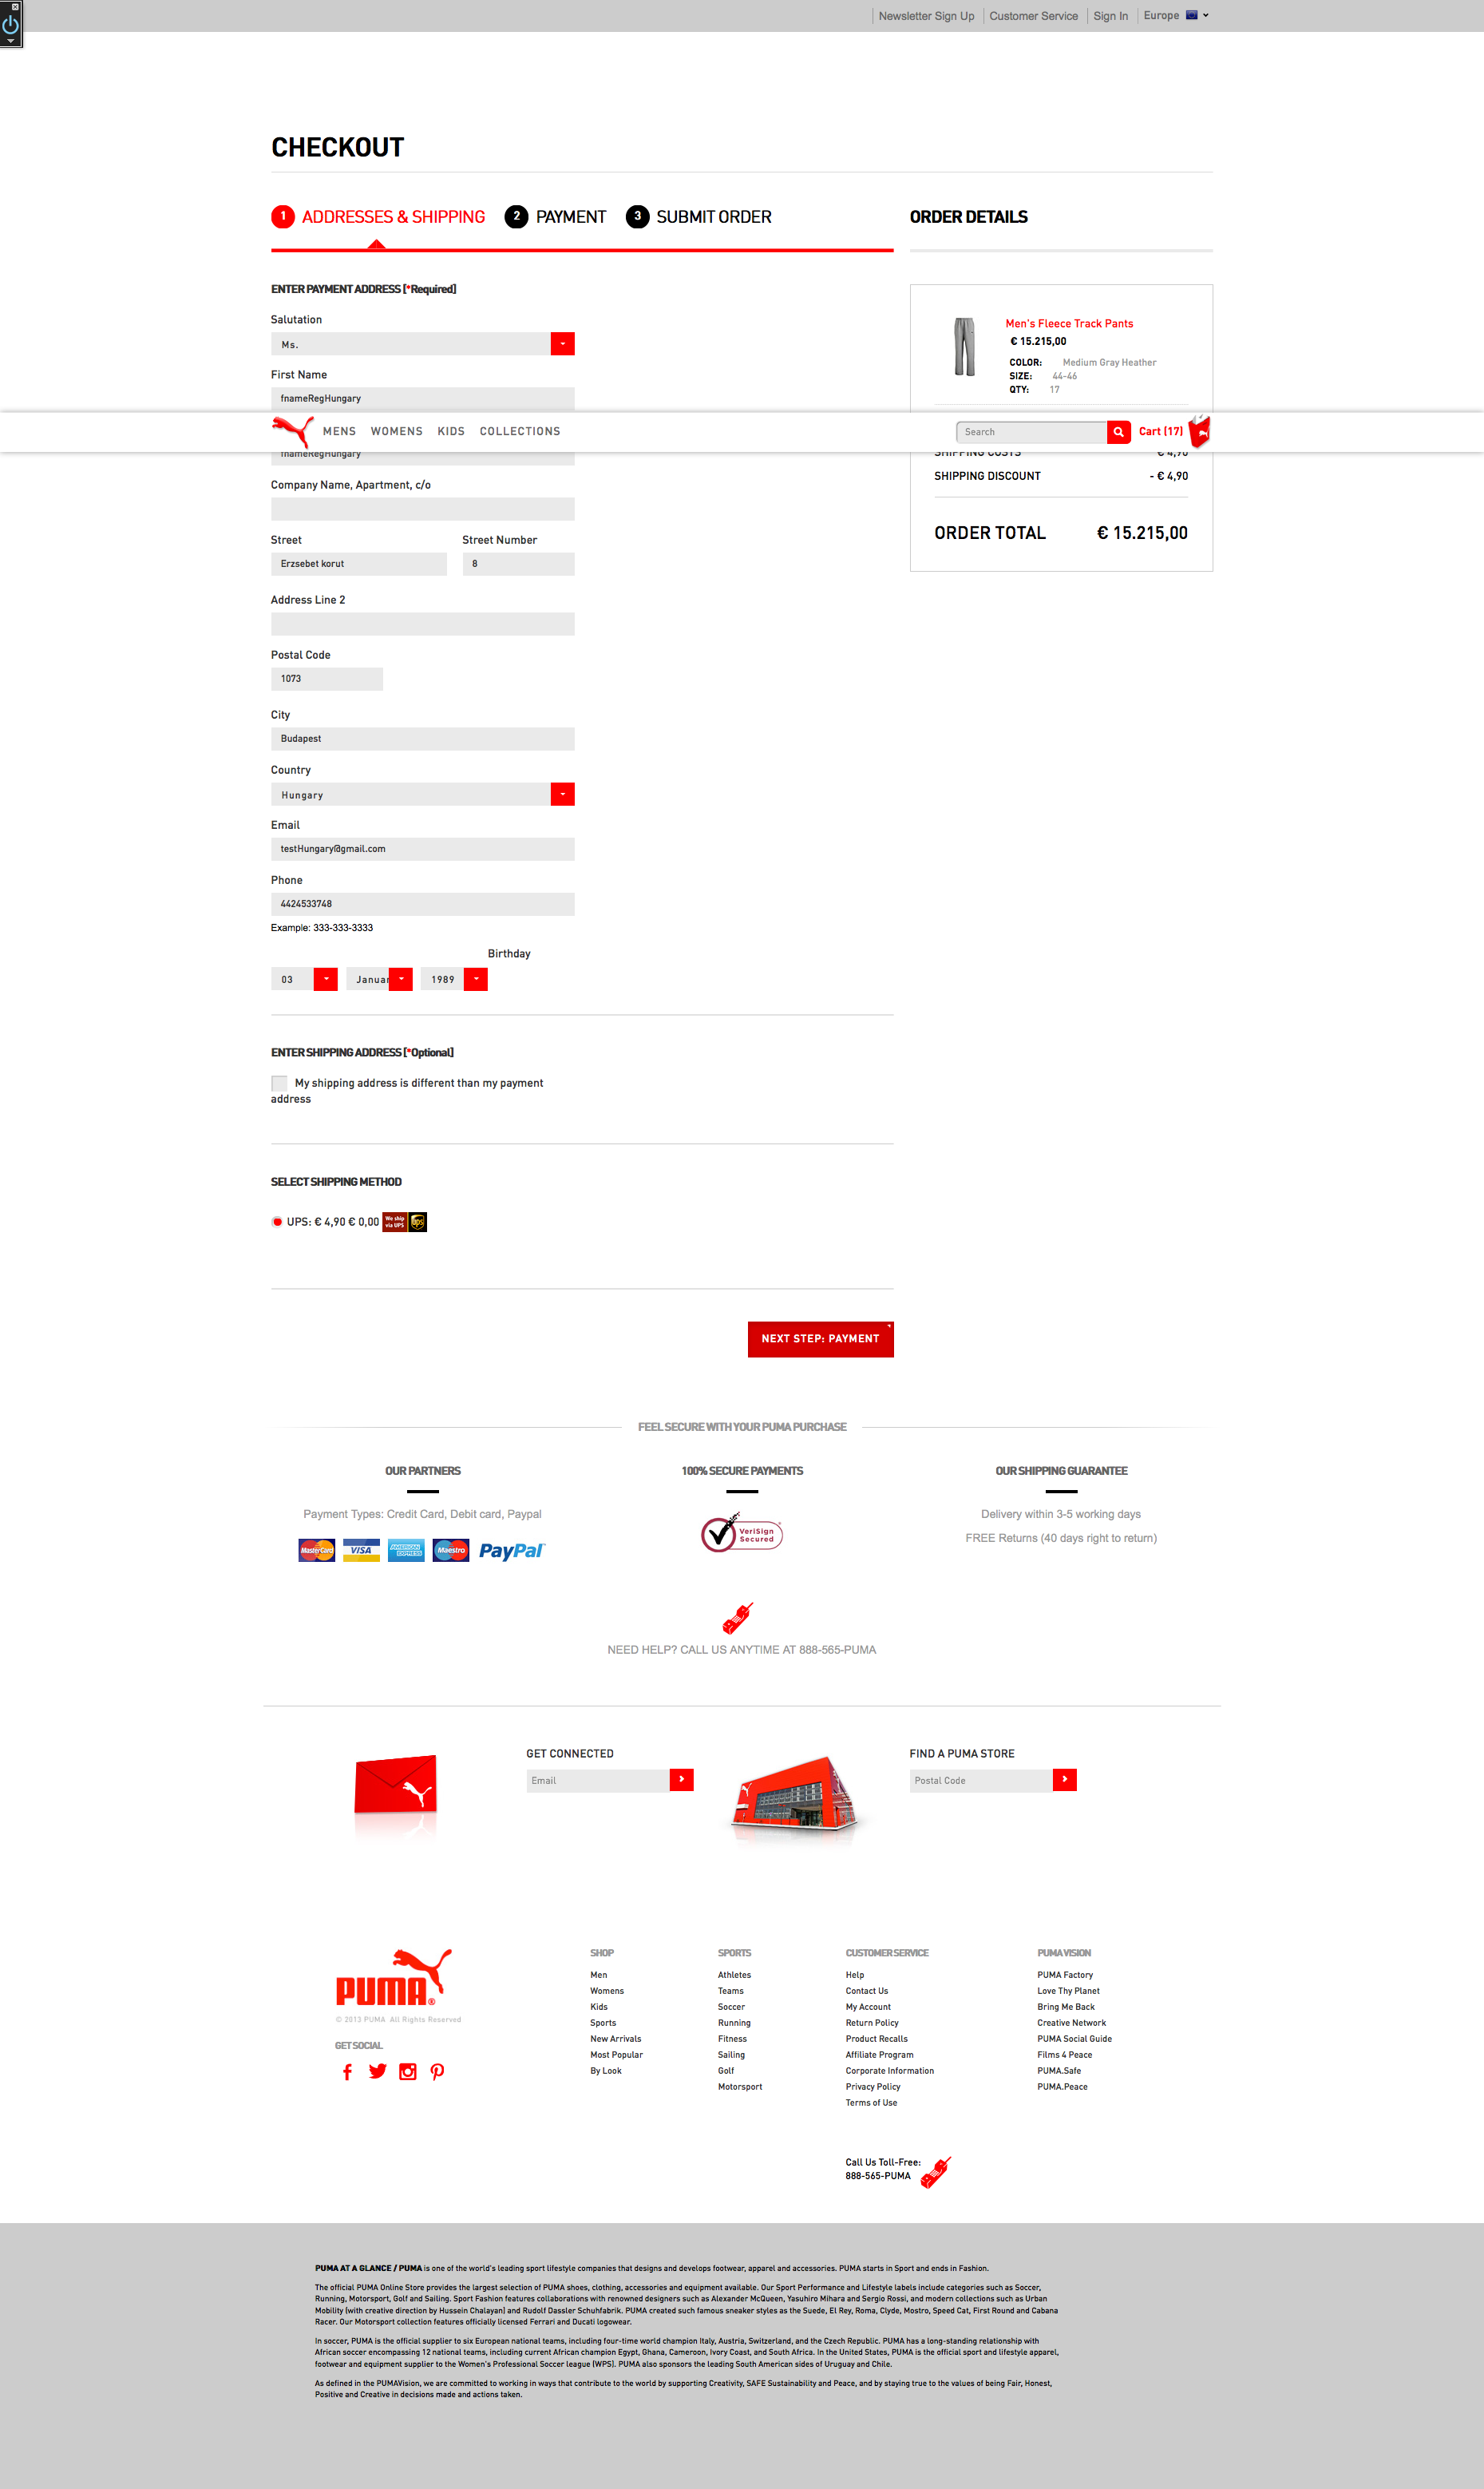 Newsletter Sign Up
Customer Service
Sign In
Europe
CHECKOUT
1 ADDRESSES & SHIPPING
2 PAYMENT
3 SUBMIT ORDER
ORDER DETAILS
ENTER PAYMENT ADDRESS [*Required]
Salutation
Ms.
First Name
fnameRegHungary
Men's Fleece Track Pants
€ 15.215,00
COLOR: Medium Gray Heather
SIZE: 44-46
QTY: 17
MENS WOMENS KIDS COLLECTIONS
Search
Cart (17)
SHIPPING COSTS € 4,90
SHIPPING DISCOUNT - € 4,90
ORDER TOTAL € 15.215,00
Company Name, Apartment, c/o
Street
Street Number
Erzsebet korut
8
Address Line 2
Postal Code
1073
City
Budapest
Country
Hungary
Email
testHungary@gmail.com
Phone
4424533748
Example: 333-333-3333
Birthday
03
Januar
1989
ENTER SHIPPING ADDRESS [*Optional]
My shipping address is different than my payment
address
SELECT SHIPPING METHOD
UPS: € 4,90 € 0,00
We ship
via UPS
ups
NEXT STEP: PAYMENT
FEEL SECURE WITH YOUR PUMA PURCHASE
OUR PARTNERS
Payment Types: Credit Card, Debit card, Paypal
MasterCard
VISA
AMERICAN
EXPRESS
Maestro
PayPal
100% SECURE PAYMENTS
VeriSign
Secured
OUR SHIPPING GUARANTEE
Delivery within 3-5 working days
FREE Returns (40 days right to return)
NEED HELP? CALL US ANYTIME AT 888-565-PUMA
GET CONNECTED
Email
FIND A PUMA STORE
Postal Code
PUMA®
© 2013 PUMA All Rights Reserved
GET SOCIAL
SHOP
Men
Womens
Kids
Sports
New Arrivals
Most Popular
By Look
SPORTS
Athletes
Teams
Soccer
Running
Fitness
Sailing
Golf
Motorsport
CUSTOMER SERVICE
Help
Contact Us
My Account
Return Policy
Product Recalls
Affiliate Program
Corporate Information
Privacy Policy
Terms of Use
PUMA VISION
PUMA Factory
Love Thy Planet
Bring Me Back
Creative Network
PUMA Social Guide
Films 4 Peace
PUMA.Safe
PUMA.Peace
Call Us Toll-Free:
888-565-PUMA
PUMA AT A GLANCE / PUMA is one of the world's leading sport lifestyle companies that designs and develops footwear, apparel and accessories. PUMA starts in Sport and ends in Fashion.
The official PUMA Online Store provides the largest selection of PUMA shoes, clothing, accessories and equipment available. Our Sport Performance and Lifestyle labels include categories such as Soccer,
Running, Motorsport, Golf and Sailing. Sport Fashion features collaborations with renowned designers such as Alexander McQueen, Yasuhiro Mihara and Sergio Rossi, and modern collections such as Urban
Mobility (with creative direction by Hussein Chalayan) and Rudolf Dassler Schuhfabrik. PUMA created such famous sneaker styles as the Suede, El Rey, Roma, Clyde, Mostro, Speed Cat, First Round and Cabana
Racer. Our Motorsport collection features officially licensed Ferrari and Ducati logowear.
In soccer, PUMA is the official supplier to six European national teams, including four-time world champion Italy, Austria, Switzerland, and the Czech Republic. PUMA has a long-standing relationship with
African soccer encompassing 12 national teams, including current African champion Egypt, Ghana, Cameroon, Ivory Coast, and South Africa. In the United States, PUMA is the official sport and lifestyle apparel,
footwear and equipment supplier to the Women's Professional Soccer league (WPS). PUMA also sponsors the leading South American sides of Uruguay and Chile.
As defined in the PUMAVision, we are committed to working in ways that contribute to the world by supporting Creativity, SAFE Sustainability and Peace, and by staying true to the values of being Fair, Honest,
Positive and Creative in decisions made and actions taken.